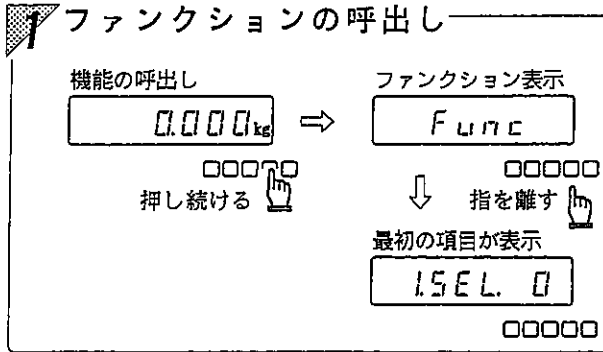 1 ファンクションの呼出し
機能の呼出し
0.000kg
押し続ける
ファンクション表示
Func
指を離す
最初の項目が表示
1.SEL. 0